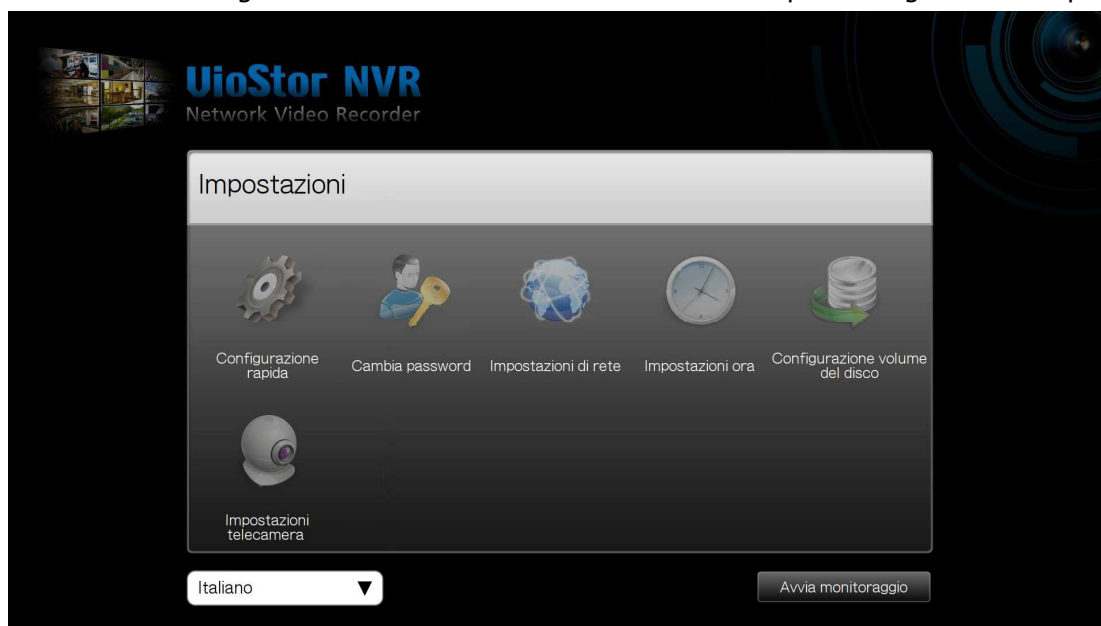 VioStor NVR
Network Video Recorder
Impostazioni
Configurazione
rapida
Cambia password
Impostazioni di rete
Impostazioni ora
Configurazione volume
del disco
Impostazioni
telecamera
Italiano
Avvia monitoraggio